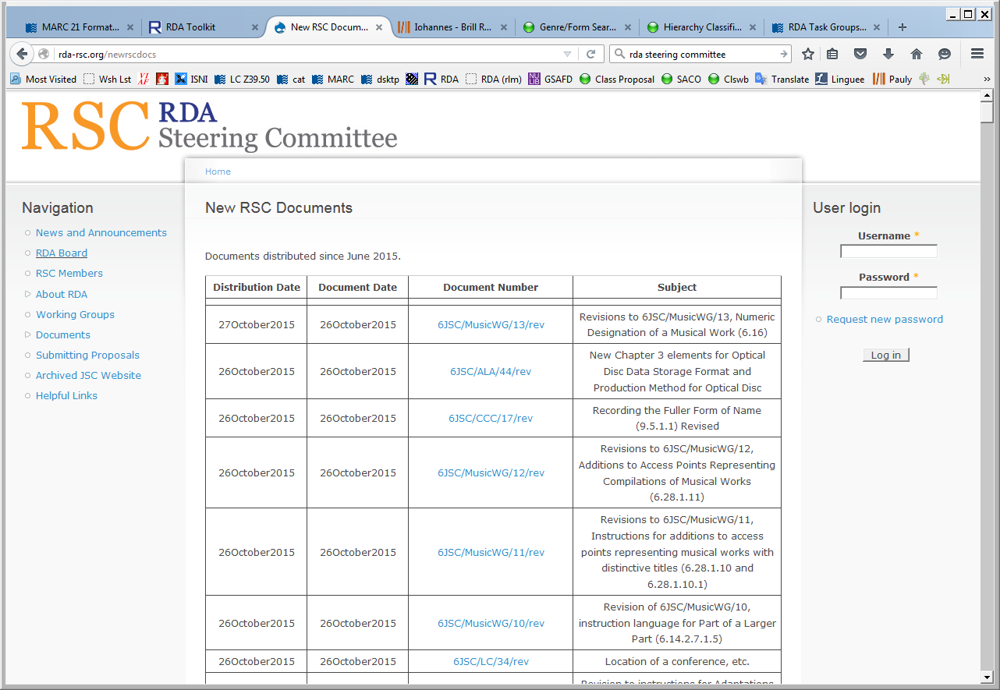 MARC 21 Format...
RDA Toolkit
New RSC Docum...
Iohannes - Brill R...
Genre/Form Sear...
Hierarchy Classifi...
RDA Task Groups...
rda-rsc.org/newrscdocs
rda steering committee
Most Visited
Wsh Lst
ISNI
LC Z39.50
cat
MARC
dsktp
RDA
RDA (rlm)
GSAFD
Class Proposal
SACO
Clswb
Translate
Linguee
Pauly
RSC RDA
Steering Committee
Home
Navigation
News and Announcements
RDA Board
RSC Members
About RDA
Working Groups
Documents
Submitting Proposals
Archived JSC Website
Helpful Links
New RSC Documents
Documents distributed since June 2015.
Distribution Date Document Date Document Number Subject
27October2015 26October2015 6JSC/MusicWG/13/rev Revisions to 6JSC/MusicWG/13, Numeric
Designation of a Musical Work (6.16)
26October2015 26October2015 6JSC/ALA/44/rev New Chapter 3 elements for Optical
Disc Data Storage Format and
Production Method for Optical Disc
26October2015 26October2015 6JSC/CCC/17/rev Recording the Fuller Form of Name
(9.5.1.1) Revised
26October2015 26October2015 6JSC/MusicWG/12/rev Revisions to 6JSC/MusicWG/12,
Additions to Access Points Representing
Compilations of Musical Works
(6.28.1.11)
26October2015 26October2015 6JSC/MusicWG/11/rev Revisions to 6JSC/MusicWG/11,
Instructions for additions to access
points representing musical works with
distinctive titles (6.28.1.10 and
6.28.1.10.1)
26October2015 26October2015 6JSC/MusicWG/10/rev Revision of 6JSC/MusicWG/10,
instruction language for Part of a Larger
Part (6.14.2.7.1.5)
26October2015 26October2015 6JSC/LC/34/rev Location of a conference, etc.
Revision to instructions for Adaptations
User login
Username *
Password *
Request new password
Log in